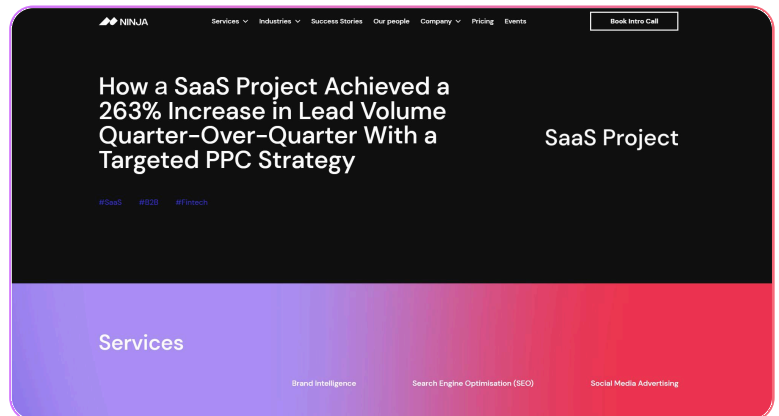 NINJA
Services Industries Success Stories Our people Company Pricing Events
Book Intro Call
How a SaaS Project Achieved a
263% Increase in Lead Volume
Quarter-Over-Quarter With a
Targeted PPC Strategy
SaaS Project
#SaaS #B2B #Fintech
Services
Brand Intelligence Search Engine Optimisation (SEO) Social Media Advertising